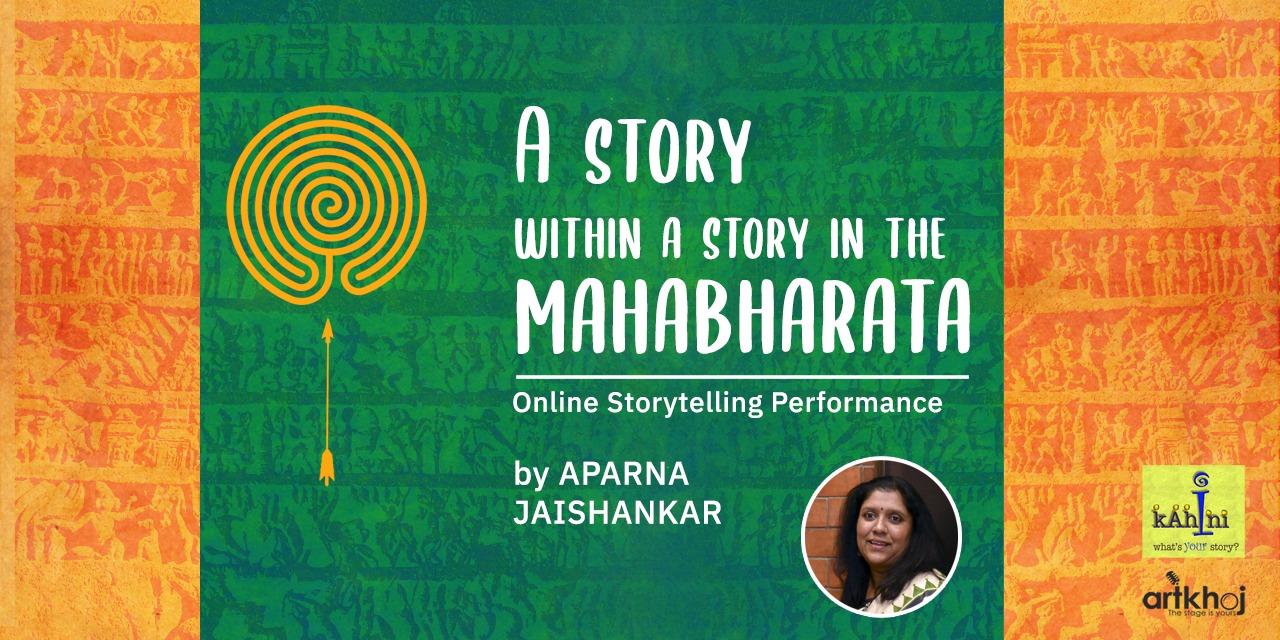 A STORY
WITHIN A STORY IN THE
MAHABHARATA
Online Storytelling Performance
by APARNA
JAISHANKAR
kAhIni
what's your story?
artkhoj
The stage is yours